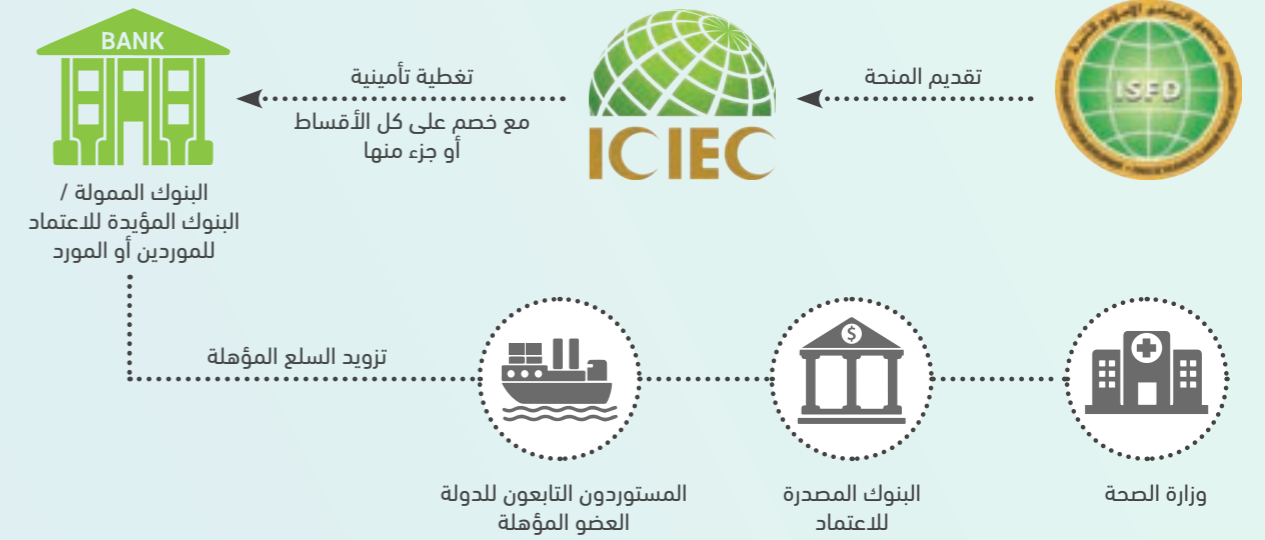 ISFD
تقديم المنحة
ICIEC
تغطية تأمينية
مع خصم على كل الأقساط
أو جزء منها
BANK
البنوك الممولة /
البنوك المؤيدة للاعتماد
للموردين أو المورد
تزويد السلع المؤهلة
$
المستوردون التابعون للدولة
العضو المؤهلة
البنوك المصدرة
للاعتماد
وزارة الصحة